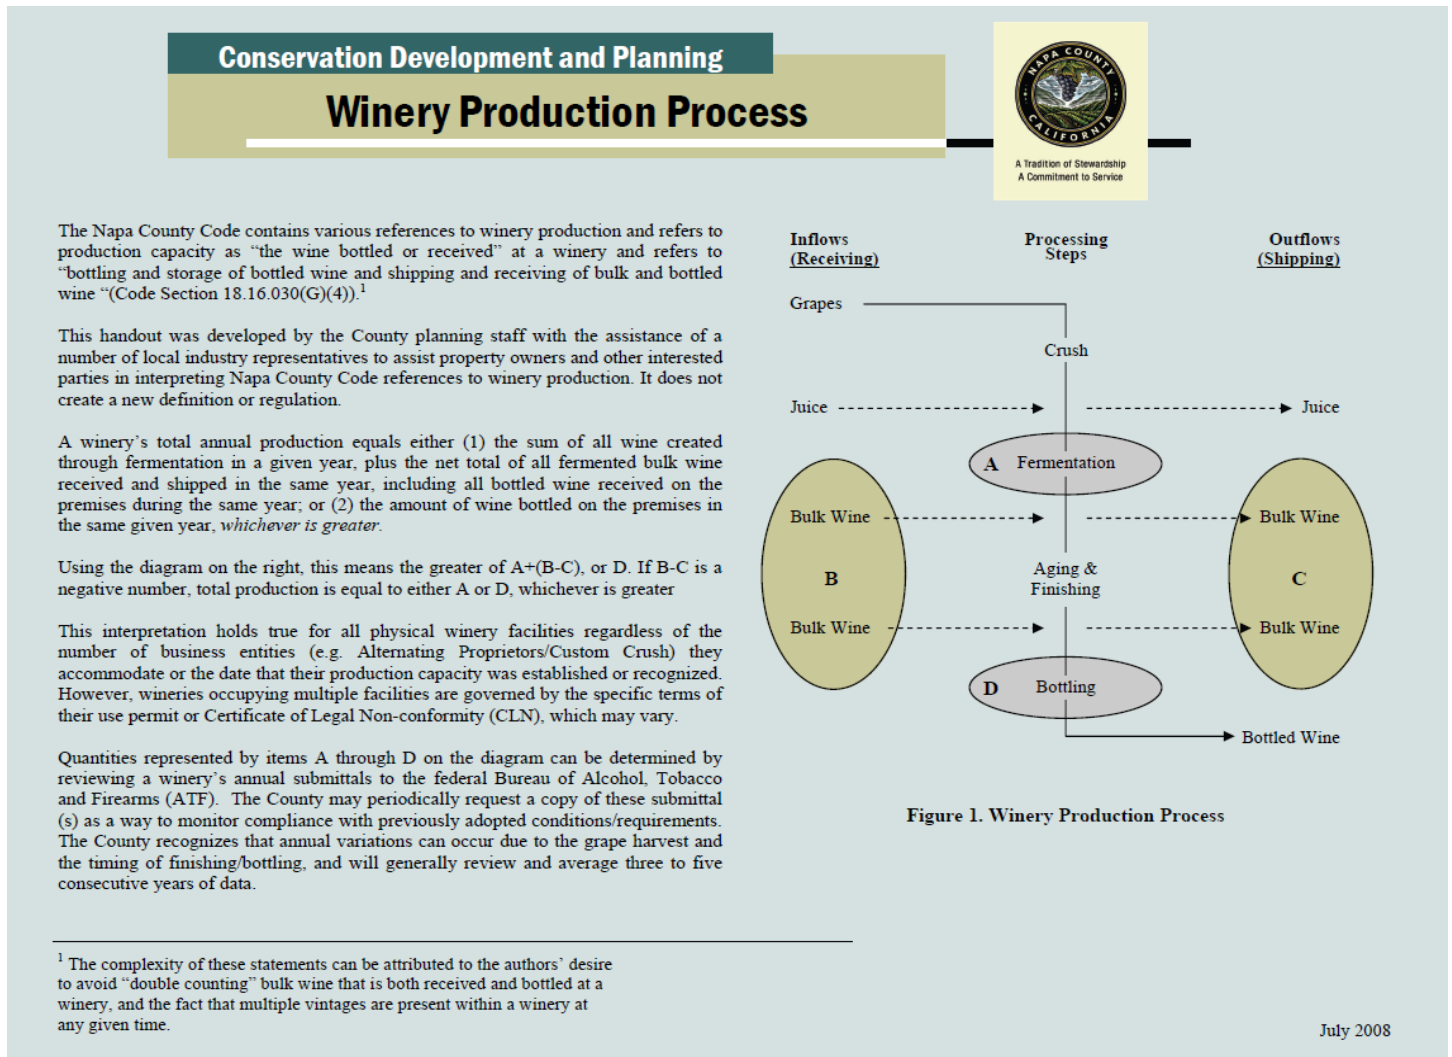 Conservation Development and Planning
Winery Production Process
NAPA COUNTY
CALIFORNIA
A Tradition of Stewardship
A Commitment to Service
The Napa County Code contains various references to winery production and refers to
production capacity as “the wine bottled or received” at a winery and refers to
“bottling and storage of bottled wine and shipping and receiving of bulk and bottled
wine “(Code Section 18.16.030(G)(4)).1
This handout was developed by the County planning staff with the assistance of a
number of local industry representatives to assist property owners and other interested
parties in interpreting Napa County Code references to winery production. It does not
create a new definition or regulation.
A winery’s total annual production equals either (1) the sum of all wine created
through fermentation in a given year, plus the net total of all fermented bulk wine
received and shipped in the same year, including all bottled wine received on the
premises during the same year; or (2) the amount of wine bottled on the premises in
the same given year, whichever is greater.
Using the diagram on the right, this means the greater of A+(B-C), or D. If B-C is a
negative number, total production is equal to either A or D, whichever is greater
This interpretation holds true for all physical winery facilities regardless of the
number of business entities (e.g. Alternating Proprietors/Custom Crush) they
accommodate or the date that their production capacity was established or recognized.
However, wineries occupying multiple facilities are governed by the specific terms of
their use permit or Certificate of Legal Non-conformity (CLN), which may vary.
Quantities represented by items A through D on the diagram can be determined by
reviewing a winery’s annual submittals to the federal Bureau of Alcohol, Tobacco
and Firearms (ATF). The County may periodically request a copy of these submittal
(s) as a way to monitor compliance with previously adopted conditions/requirements.
The County recognizes that annual variations can occur due to the grape harvest and
the timing of finishing/bottling, and will generally review and average three to five
consecutive years of data.
Inflows
(Receiving)
Processing
Steps
Outflows
(Shipping)
Grapes
Crush
Juice
Juice
A Fermentation
Bulk Wine
Bulk Wine
B
Aging &
Finishing
C
Bulk Wine
Bulk Wine
D Bottling
Bottled Wine
Figure 1. Winery Production Process
1 The complexity of these statements can be attributed to the authors’ desire
to avoid “double counting” bulk wine that is both received and bottled at a
winery, and the fact that multiple vintages are present within a winery at
any given time.
July 2008